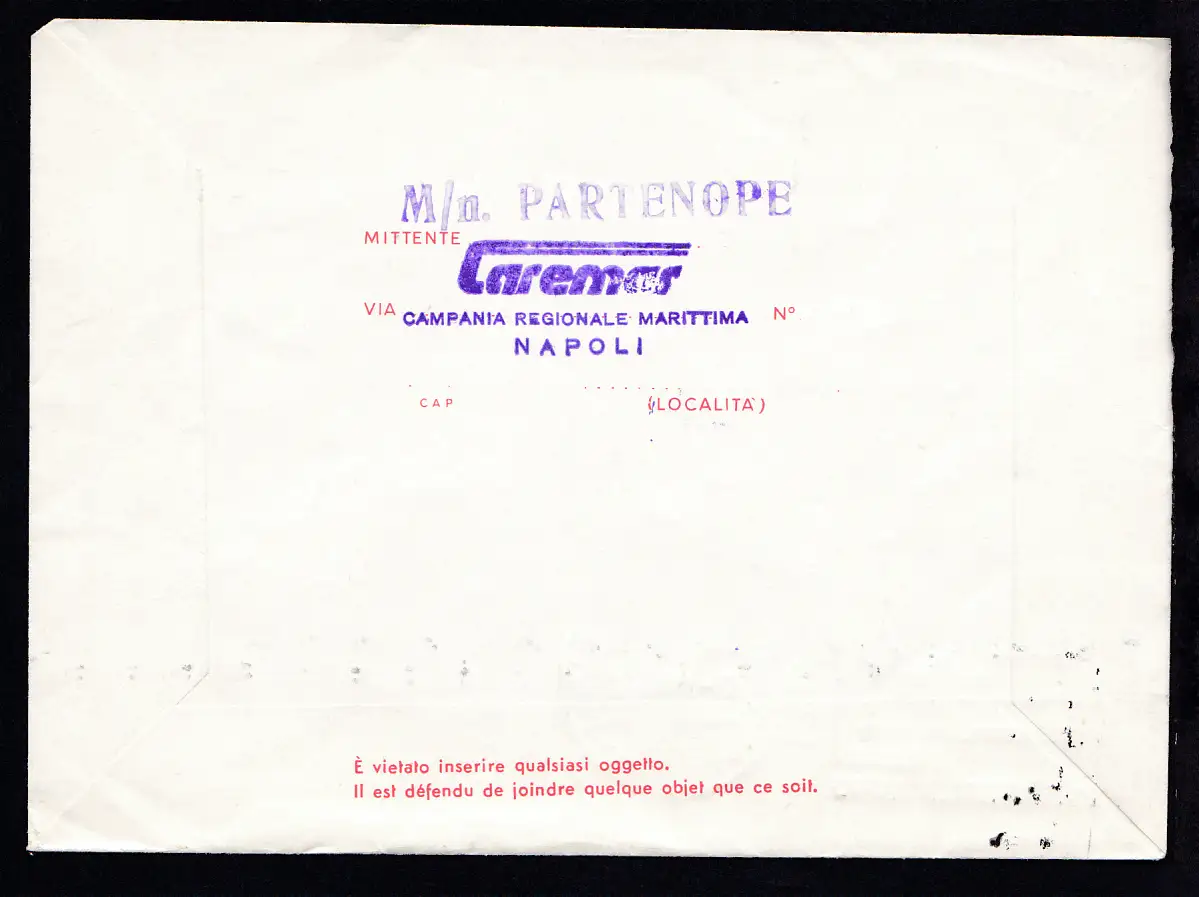 M/n. PARTENOPE
MITTENTE
Caremar
VIA CAMPANIA REGIONALE MARITTIMA Nº
NAPOLI
CAP (LOCALITÀ)
È vietato inserire qualsiasi oggetto.
Il est défendu de joindre quelque objet que ce soit.